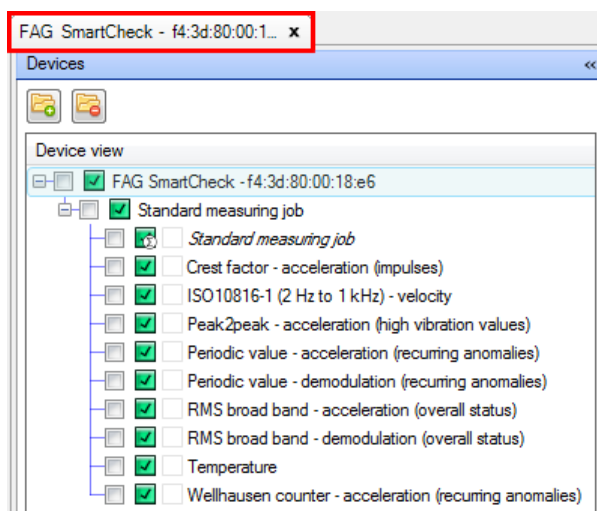 FAG SmartCheck - f4:3d:80:00:1... x
Devices «
Device view
FAG SmartCheck - f4:3d:80:00:18:e6
Standard measuring job
Standard measuring job
Crest factor - acceleration (impulses)
ISO10816-1 (2 Hz to 1 kHz) - velocity
Peak2peak - acceleration (high vibration values)
Periodic value - acceleration (recurring anomalies)
Periodic value - demodulation (recurring anomalies)
RMS broad band - acceleration (overall status)
RMS broad band - demodulation (overall status)
Temperature
Wellhausen counter - acceleration (recurring anomalies)